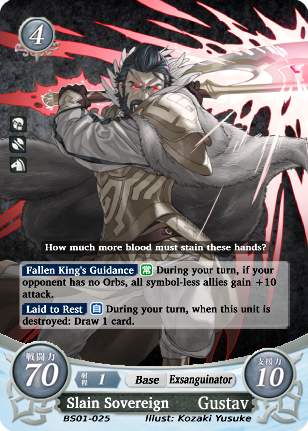 4
How much more blood must stain these hands?
Fallen King's Guidance 常 During your turn, if your
opponent has no Orbs, all symbol-less allies gain +10
attack.
Laid to Rest 自 During your turn, when this unit is
destroyed: Draw 1 card.
戦闘力 70
射程 1
Base Exsanguinator
支援力 10
Slain Sovereign Gustav
BS01-025 Illust: Kozaki Yusuke